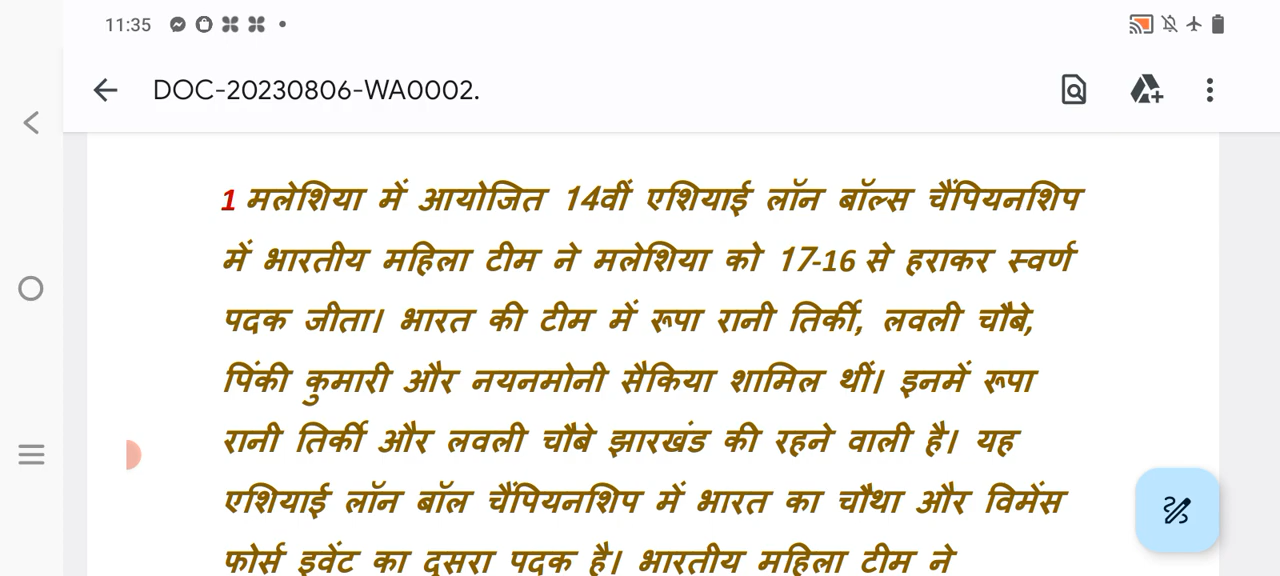 11:35
DOC-20230806-WA0002.
1 मलेशिया में आयोजित 14वीं एशियाई लॉन बॉल्स चैंपियनशिप
में भारतीय महिला टीम ने मलेशिया को 17-16 से हराकर स्वर्ण
पदक जीता। भारत की टीम में रूपा रानी तिर्की, लवली चौबे,
पिंकी कुमारी और नयनमोनी सैकिया शामिल थीं। इनमें रूपा
रानी तिर्की और लवली चौबे झारखंड की रहने वाली है। यह
एशियाई लॉन बॉल चैंपियनशिप में भारत का चौथा और विमेंस
फोर्स इवेंट का दूसरा पदक है। भारतीय महिला टीम ने